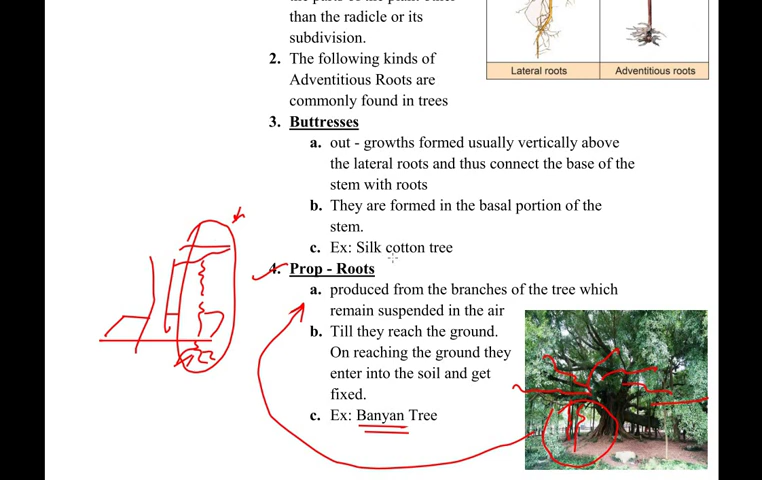 than the radicle or its
subdivision.
2. The following kinds of
Adventitious Roots are
commonly found in trees
Lateral roots
Adventitious roots
3. Buttresses
a. out - growths formed usually vertically above
the lateral roots and thus connect the base of the
stem with roots
b. They are formed in the basal portion of the
stem.
c. Ex: Silk cotton tree
4. Prop - Roots
a. produced from the branches of the tree which
remain suspended in the air
b. Till they reach the ground.
On reaching the ground they
enter into the soil and get
fixed.
c. Ex: Banyan Tree